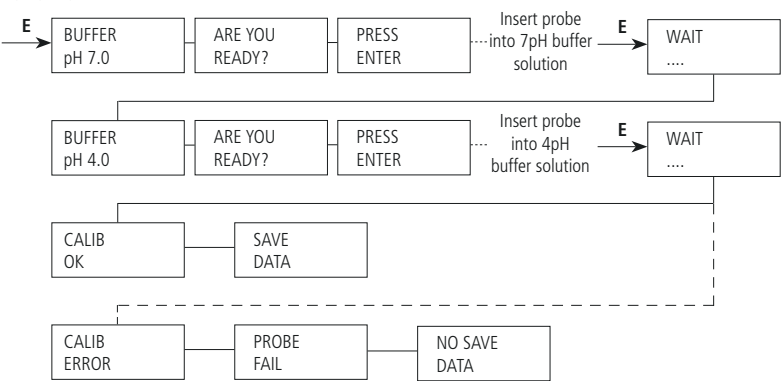 E
BUFFER
pH 7.0
ARE YOU
READY?
PRESS
ENTER
Insert probe
into 7pH buffer
solution
E
WAIT
....
BUFFER
pH 4.0
ARE YOU
READY?
PRESS
ENTER
Insert probe
into 4pH
buffer solution
E
WAIT
....
CALIB
OK
SAVE
DATA
CALIB
ERROR
PROBE
FAIL
NO SAVE
DATA